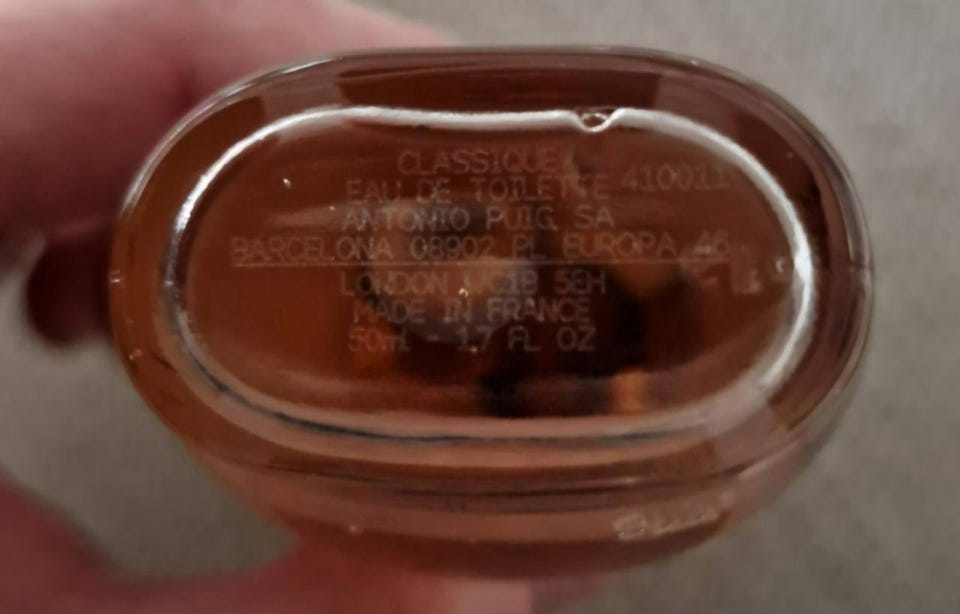 CLASSIQUE
EAU DE TOILETTE 410011
ANTONIO PUIG, SA
BARCELONA 08902 PL EUROPA 46
LONDON 5EH
MADE IN FRANCE
50ml - 1.7 FL OZ